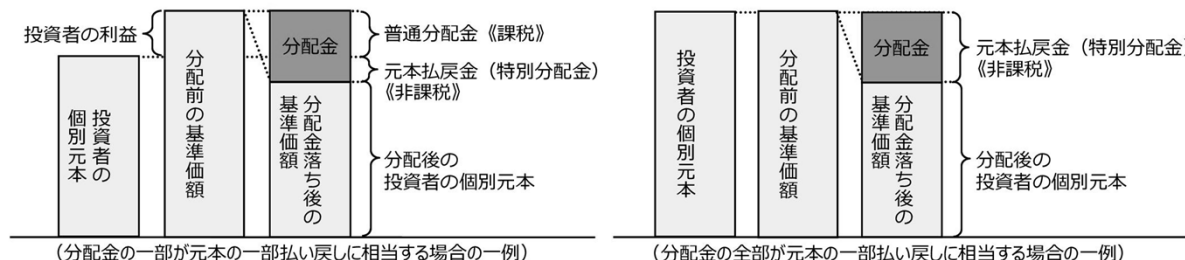 投資者の利益
投資者の
個別元本
分配前の基準価額
分配金
分配金落ち後の
基準価額
普通分配金《課税》
元本払戻金（特別分配金）
《非課税》
分配後の
投資者の個別元本
（分配金の一部が元本の一部払い戻しに相当する場合の一例）
投資者の個別元本
分配前の基準価額
分配金
分配金落ち後の
基準価額
元本払戻金（特別分配金）
《非課税》
分配後の
投資者の個別元本
（分配金の全部が元本の一部払い戻しに相当する場合の一例）